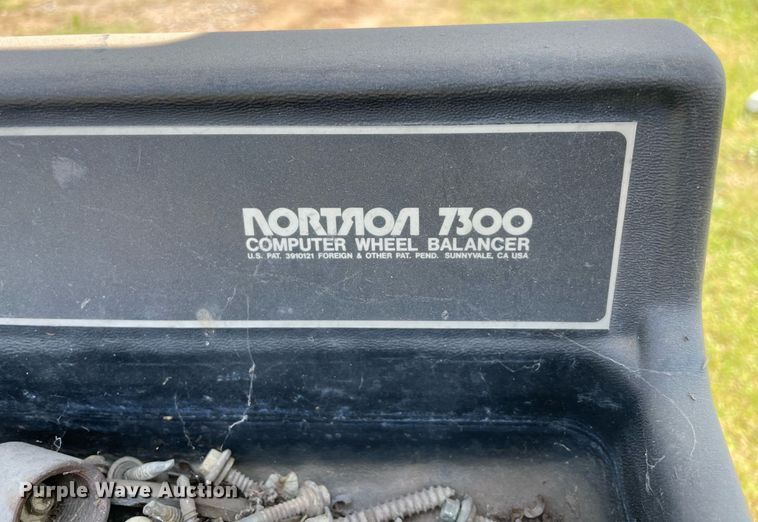 NORTRON 7300
COMPUTER WHEEL BALANCER
U.S. PAT. 3910121 FOREIGN & OTHER PAT. PEND. SUNNYVALE, CA USA
Purple Wave Auction